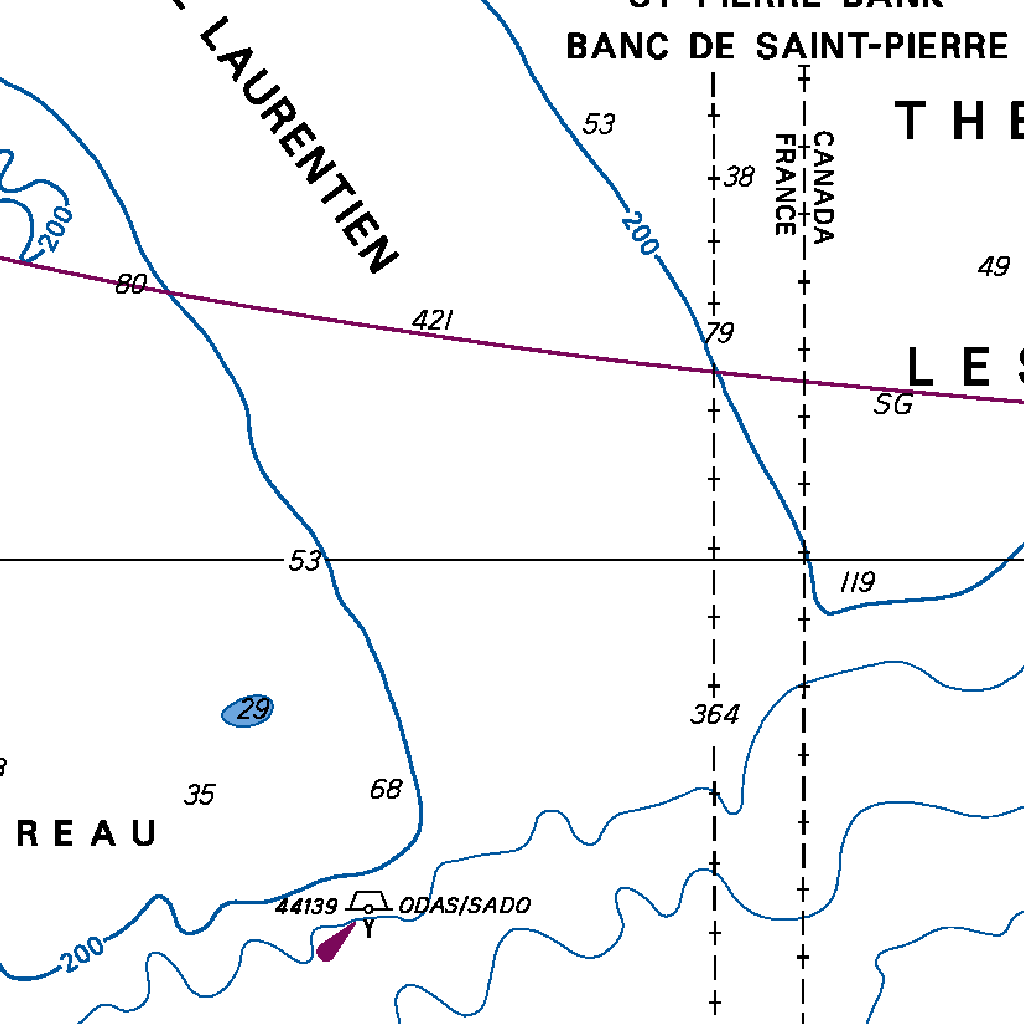 BANC DE SAINT-PIERRE
LAURENTIEN
THE
53
38
CANADA
FRANCE
200
200
49
80
421
79
LES
SG
53
119
29
364
35
68
REAU
44139
ODAS/SADO
Y
200